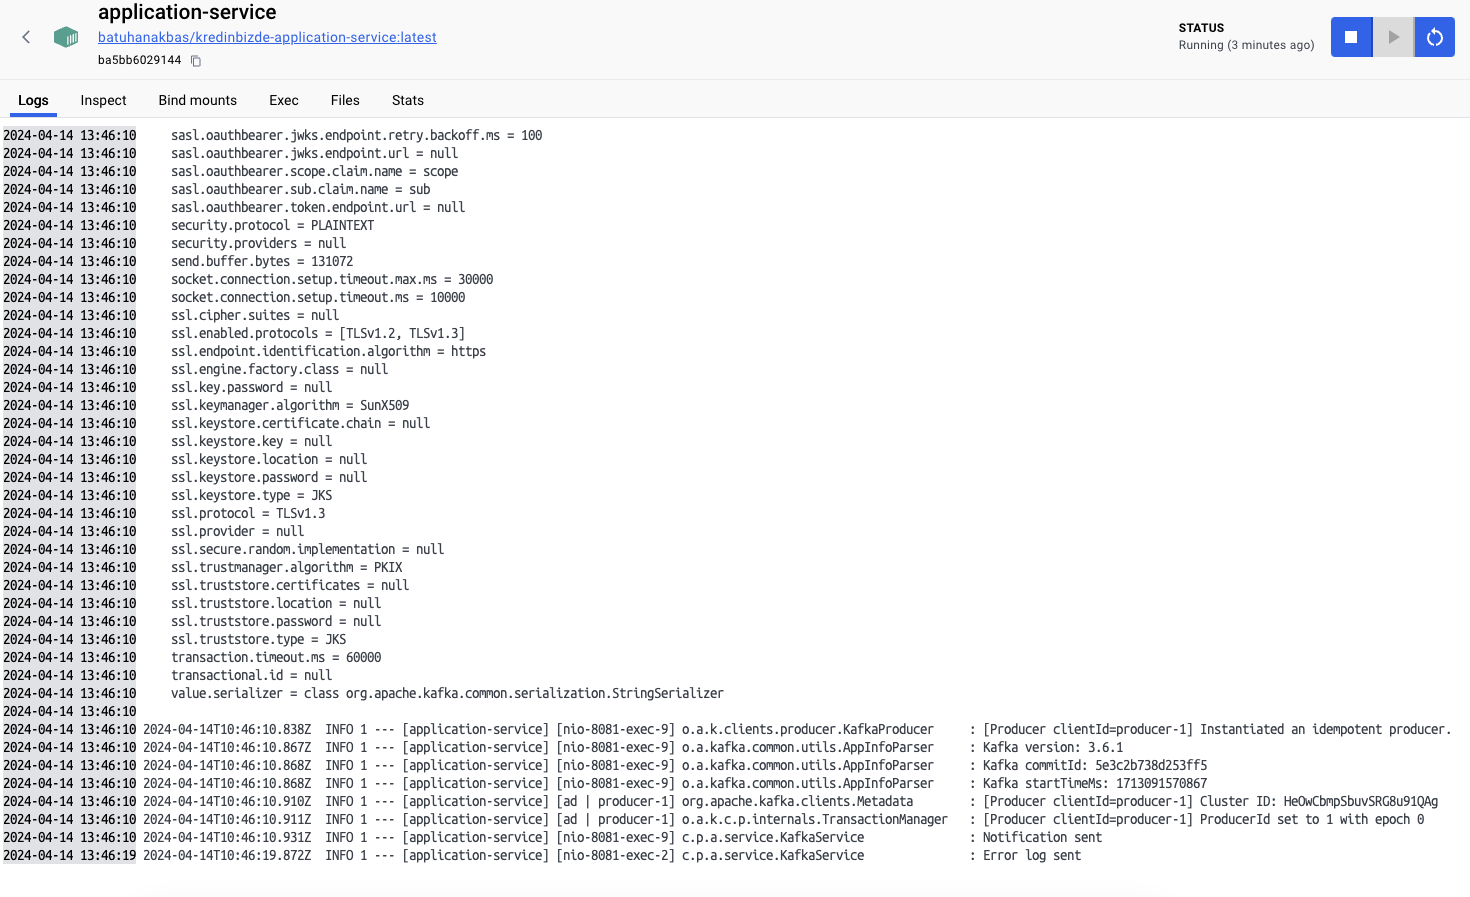 application-service
batuhanakbas/kredinbizde-application-service:latest
ba5bb6029144
STATUS
Running (3 minutes ago)
Logs Inspect Bind mounts Exec Files Stats
2024-04-14 13:46:10 sasl.oauthbearer.jwks.endpoint.retry.backoff.ms = 100
2024-04-14 13:46:10 sasl.oauthbearer.jwks.endpoint.url = null
2024-04-14 13:46:10 sasl.oauthbearer.scope.claim.name = scope
2024-04-14 13:46:10 sasl.oauthbearer.sub.claim.name = sub
2024-04-14 13:46:10 sasl.oauthbearer.token.endpoint.url = null
2024-04-14 13:46:10 security.protocol = PLAINTEXT
2024-04-14 13:46:10 security.providers = null
2024-04-14 13:46:10 send.buffer.bytes = 131072
2024-04-14 13:46:10 socket.connection.setup.timeout.max.ms = 30000
2024-04-14 13:46:10 socket.connection.setup.timeout.ms = 10000
2024-04-14 13:46:10 ssl.cipher.suites = null
2024-04-14 13:46:10 ssl.enabled.protocols = [TLSv1.2, TLSv1.3]
2024-04-14 13:46:10 ssl.endpoint.identification.algorithm = https
2024-04-14 13:46:10 ssl.engine.factory.class = null
2024-04-14 13:46:10 ssl.key.password = null
2024-04-14 13:46:10 ssl.keymanager.algorithm = SunX509
2024-04-14 13:46:10 ssl.keystore.certificate.chain = null
2024-04-14 13:46:10 ssl.keystore.key = null
2024-04-14 13:46:10 ssl.keystore.location = null
2024-04-14 13:46:10 ssl.keystore.password = null
2024-04-14 13:46:10 ssl.keystore.type = JKS
2024-04-14 13:46:10 ssl.protocol = TLSv1.3
2024-04-14 13:46:10 ssl.provider = null
2024-04-14 13:46:10 ssl.secure.random.implementation = null
2024-04-14 13:46:10 ssl.trustmanager.algorithm = PKIX
2024-04-14 13:46:10 ssl.truststore.certificates = null
2024-04-14 13:46:10 ssl.truststore.location = null
2024-04-14 13:46:10 ssl.truststore.password = null
2024-04-14 13:46:10 ssl.truststore.type = JKS
2024-04-14 13:46:10 transaction.timeout.ms = 60000
2024-04-14 13:46:10 transactional.id = null
2024-04-14 13:46:10 value.serializer = class org.apache.kafka.common.serialization.StringSerializer
2024-04-14 13:46:10
2024-04-14 13:46:10 2024-04-14T10:46:10.838Z INFO 1 --- [application-service] [nio-8081-exec-9] o.a.k.clients.producer.KafkaProducer : [Producer clientId=producer-1] Instantiated an idempotent producer.
2024-04-14 13:46:10 2024-04-14T10:46:10.867Z INFO 1 --- [application-service] [nio-8081-exec-9] o.a.kafka.common.utils.AppInfoParser : Kafka version: 3.6.1
2024-04-14 13:46:10 2024-04-14T10:46:10.868Z INFO 1 --- [application-service] [nio-8081-exec-9] o.a.kafka.common.utils.AppInfoParser : Kafka commitId: 5e3c2b738d253ff5
2024-04-14 13:46:10 2024-04-14T10:46:10.868Z INFO 1 --- [application-service] [nio-8081-exec-9] o.a.kafka.common.utils.AppInfoParser : Kafka startTimeMs: 1713091570867
2024-04-14 13:46:10 2024-04-14T10:46:10.910Z INFO 1 --- [application-service] [ad | producer-1] org.apache.kafka.clients.Metadata : [Producer clientId=producer-1] Cluster ID: HeOwCbmpSbuvSRG8u91QAg
2024-04-14 13:46:10 2024-04-14T10:46:10.911Z INFO 1 --- [application-service] [ad | producer-1] o.a.k.c.p.internals.TransactionManager : [Producer clientId=producer-1] ProducerId set to 1 with epoch 0
2024-04-14 13:46:10 2024-04-14T10:46:10.931Z INFO 1 --- [application-service] [nio-8081-exec-9] c.p.a.service.KafkaService : Notification sent
2024-04-14 13:46:19 2024-04-14T10:46:19.872Z INFO 1 --- [application-service] [nio-8081-exec-2] c.p.a.service.KafkaService : Error log sent